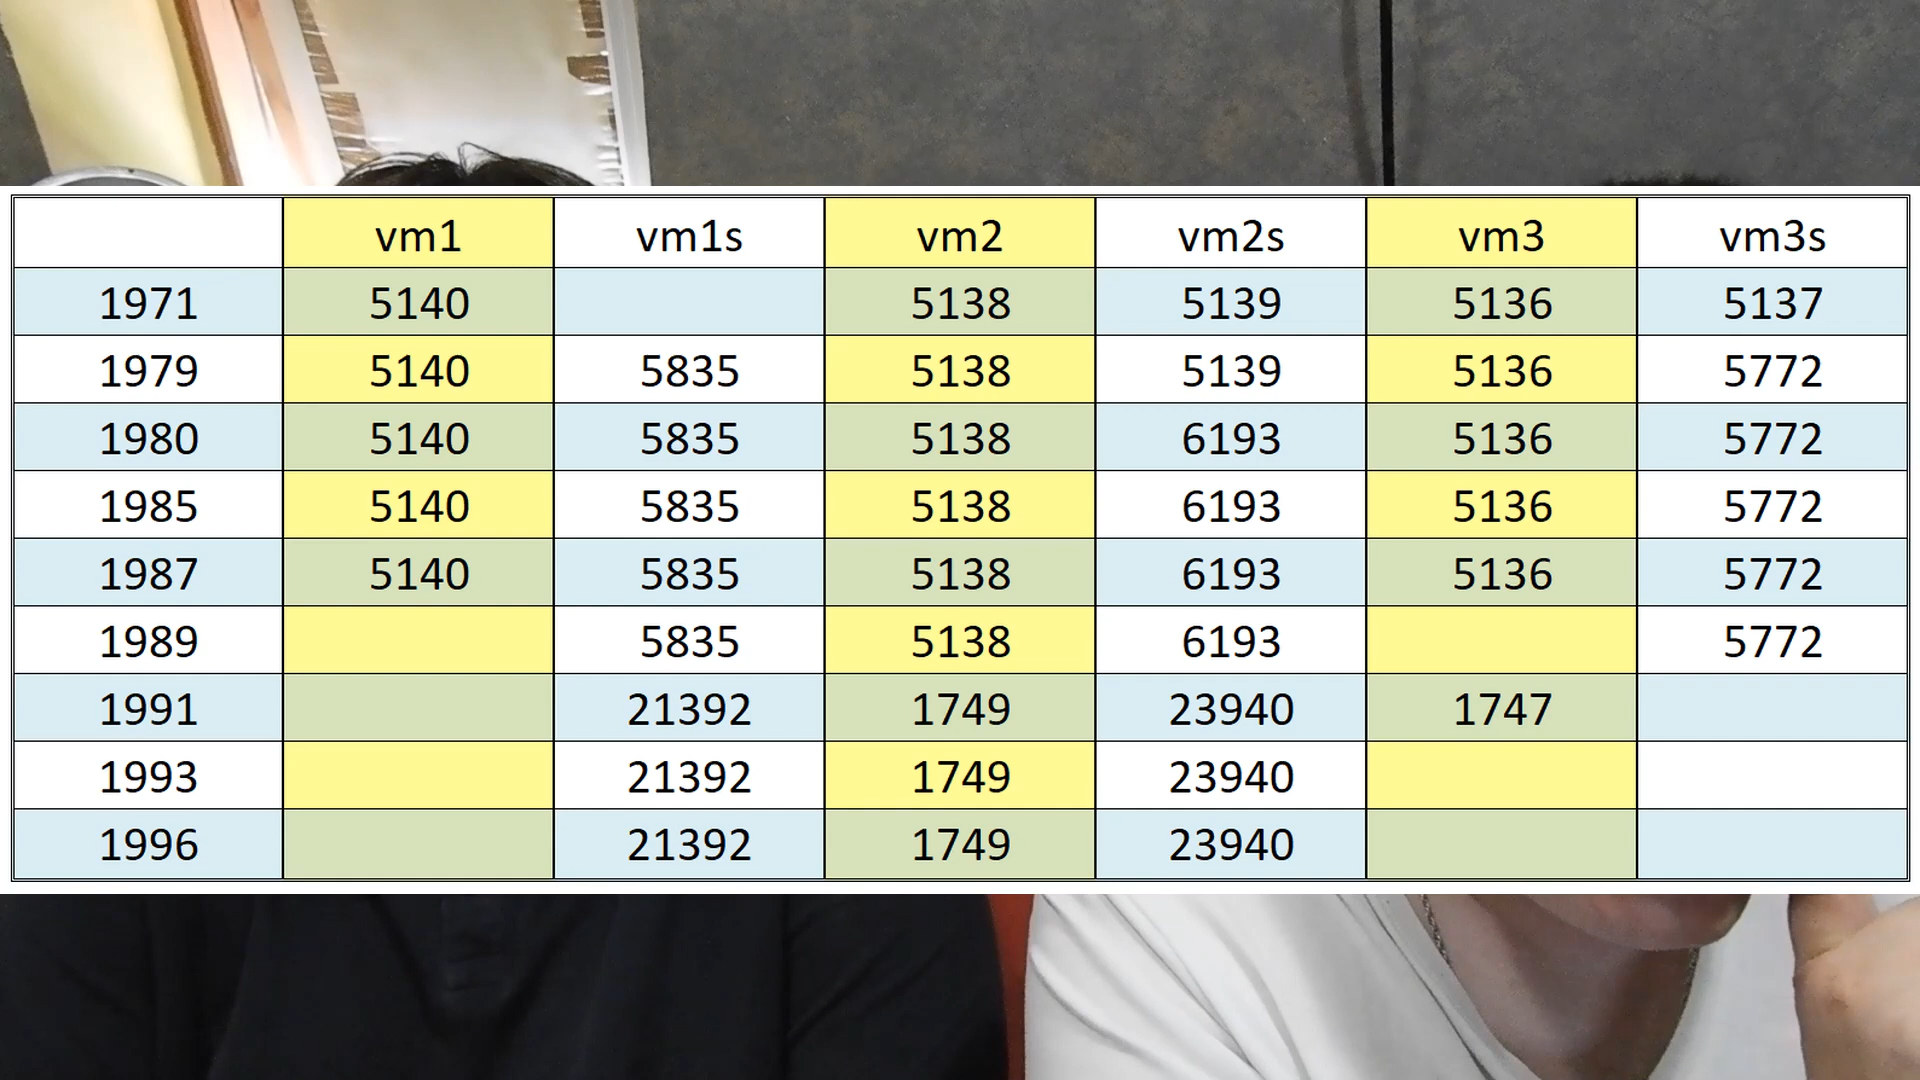 vm1 vm1s vm2 vm2s vm3 vm3s
1971 5140 5138 5139 5136 5137
1979 5140 5835 5138 5139 5136 5772
1980 5140 5835 5138 6193 5136 5772
1985 5140 5835 5138 6193 5136 5772
1987 5140 5835 5138 6193 5136 5772
1989 5835 5138 6193 5772
1991 21392 1749 23940 1747
1993 21392 1749 23940
1996 21392 1749 23940